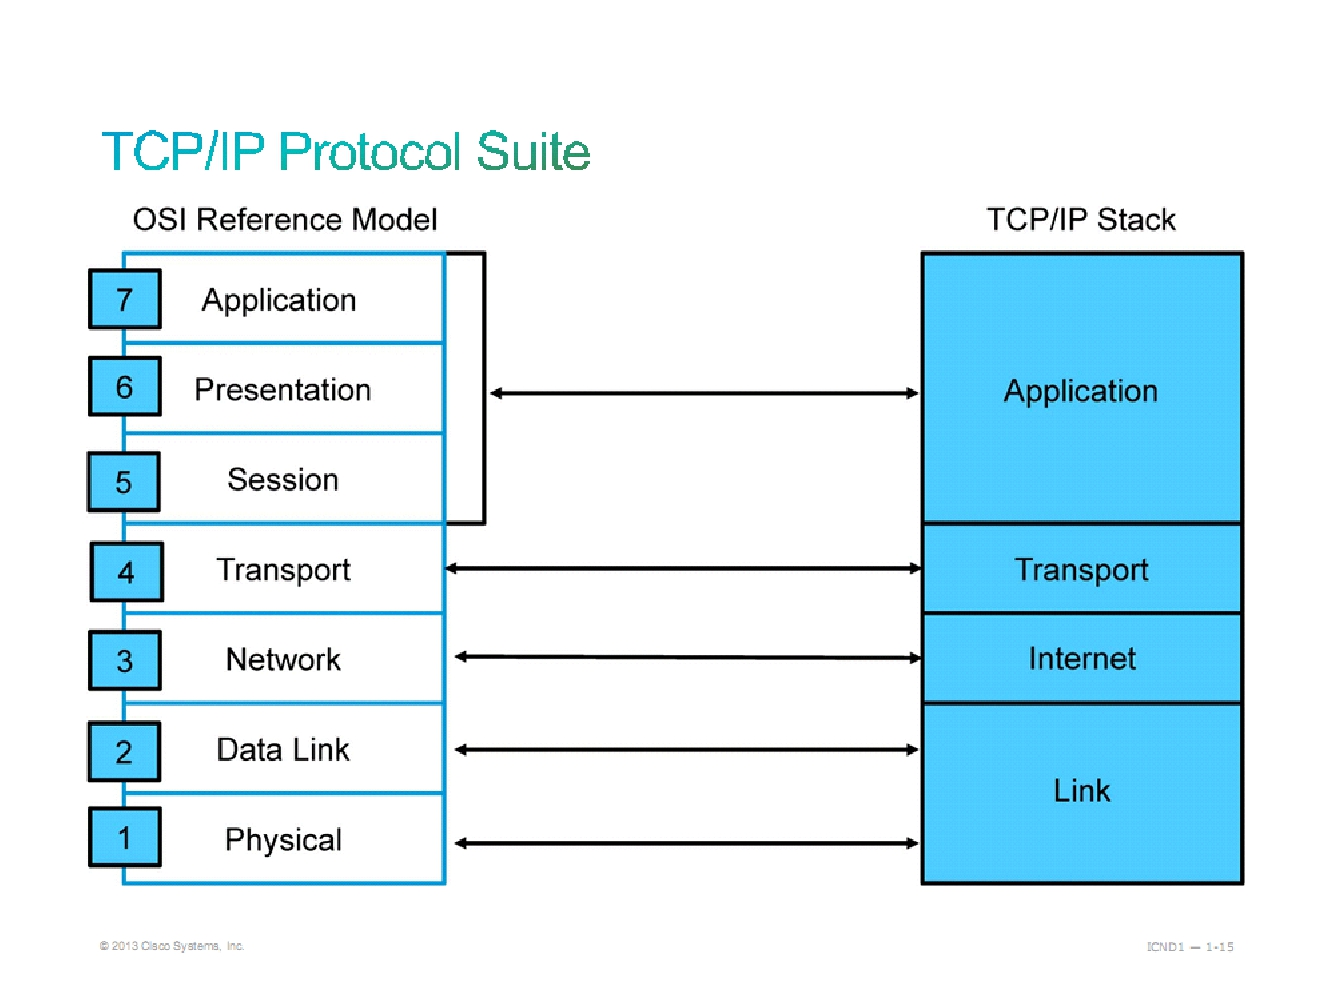 TCP/IP Protocol Suite
OSI Reference Model
TCP/IP Stack
7 Application
6 Presentation
5 Session
4 Transport
3 Network
2 Data Link
1 Physical
Application
Transport
Internet
Link
© 2013 Cisco Systems, Inc.
ICND1 — 1-15